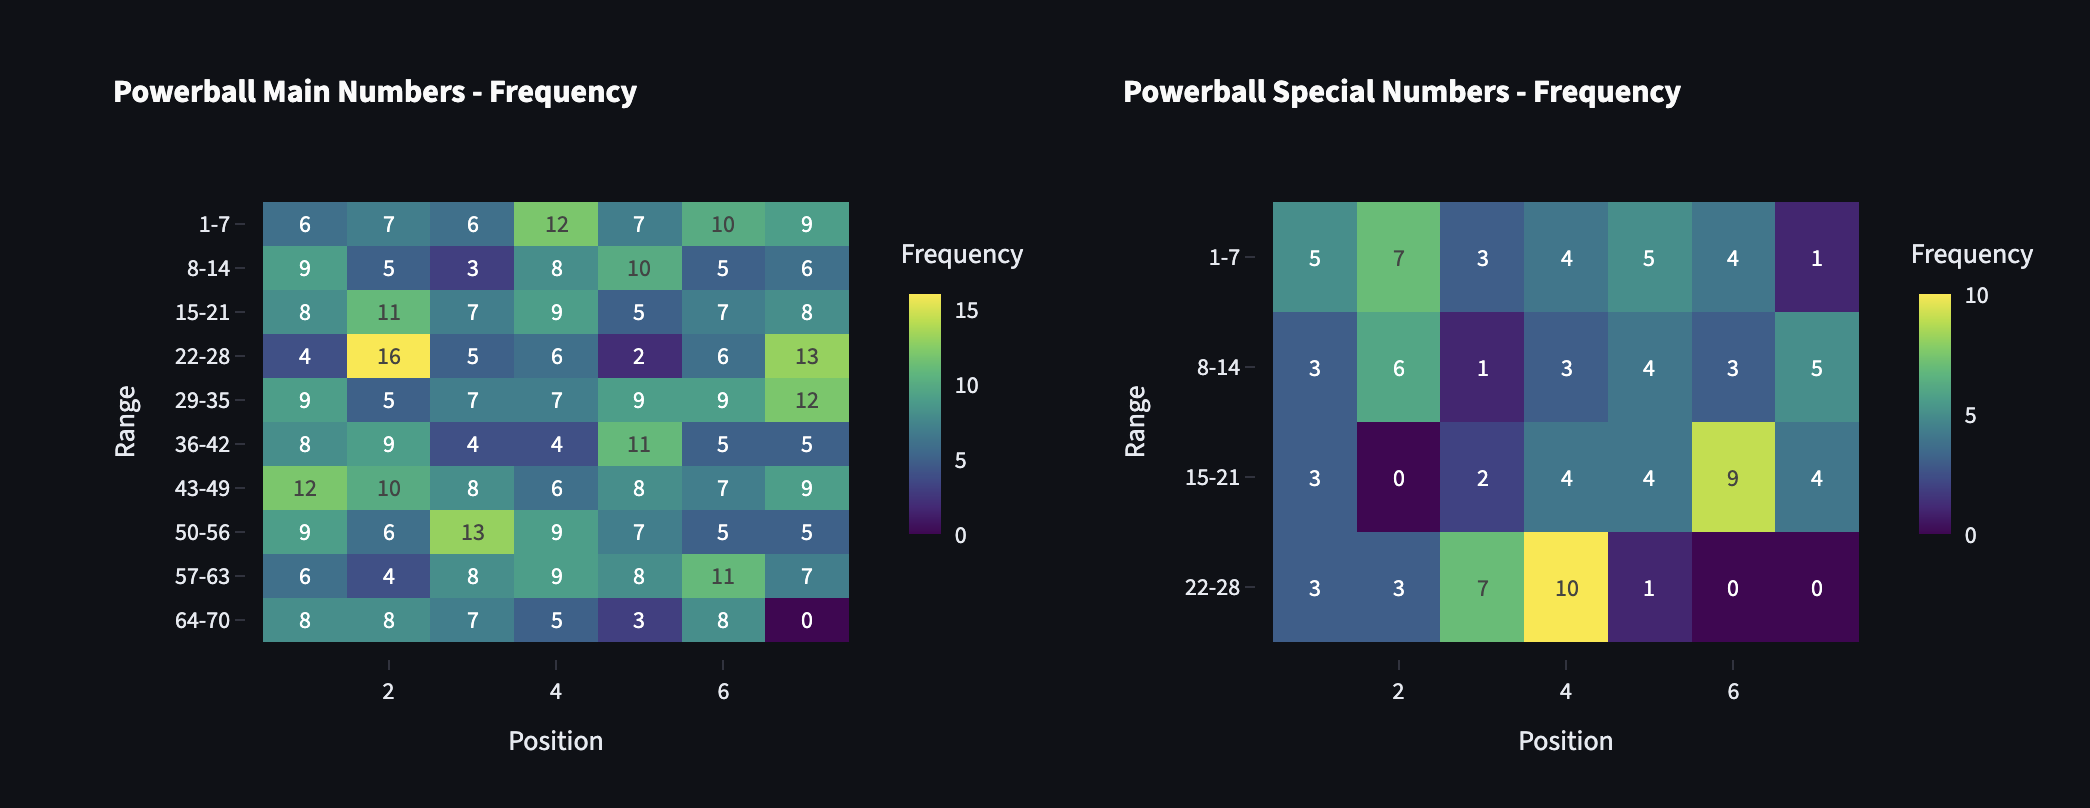 Powerball Main Numbers - Frequency
1-7 6 7 6 12 7 10 9
8-14 9 5 3 8 10 5 6
15-21 8 11 7 9 5 7 8
22-28 4 16 5 6 2 6 13
29-35 9 5 7 7 9 9 12
36-42 8 9 4 4 11 5 5
43-49 12 10 8 6 8 7 9
50-56 9 6 13 9 7 5 5
57-63 6 4 8 9 8 11 7
64-70 8 8 7 5 3 8 0
Range
2 4 6
Position
Frequency
15
10
5
0
Powerball Special Numbers - Frequency
1-7 5 7 3 4 5 4 1
8-14 3 6 1 3 4 3 5
15-21 3 0 2 4 4 9 4
22-28 3 3 7 10 1 0 0
Range
2 4 6
Position
Frequency
10
5
0